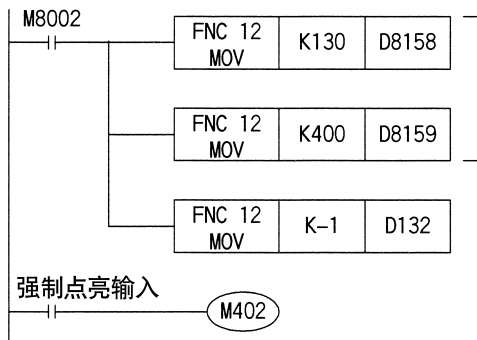 M8002
FNC 12
MOV
K130
D8158
FNC 12
MOV
K400
D8159
FNC 12
MOV
K-1
D132
强制点亮输入
M402